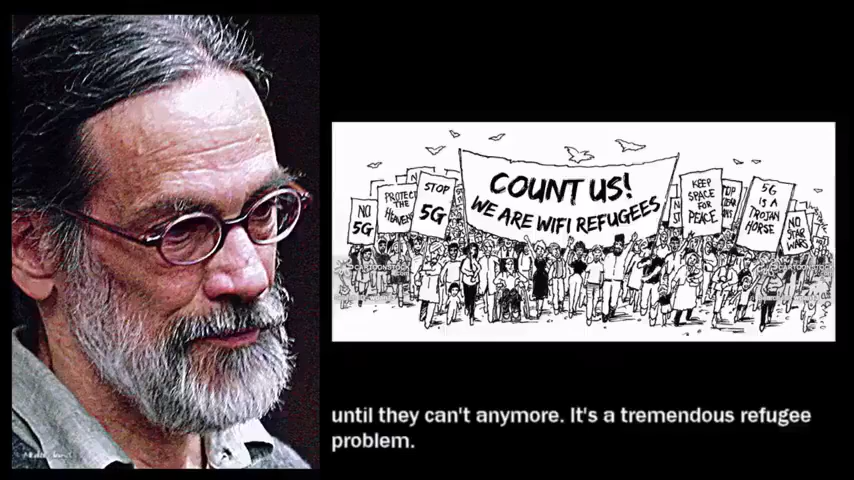 COUNT US!
WE ARE WIFI REFUGEES
NO
5G
PROTECT
THE
HEAVENS
STOP
5G
KEEP
SPACE
FOR
PEACE
5G
IS A
TROJAN
HORSE
NO
STAR
WARS
until they can't anymore. It's a tremendous refugee
problem.